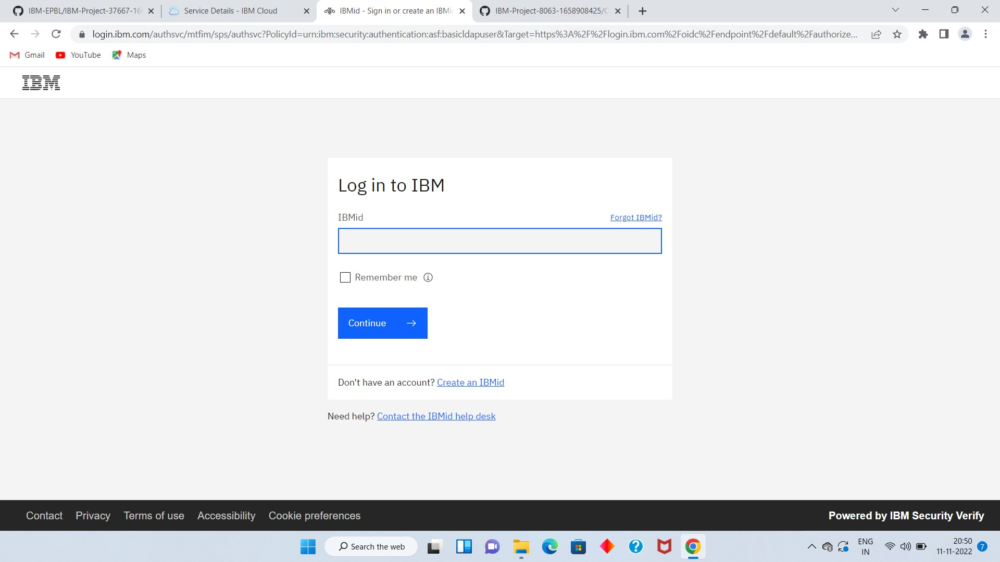 IBM-EPBL/IBM-Project-37667-16
Service Details - IBM Cloud
IBMid - Sign in or create an IBMi
IBM-Project-8063-1658908425/C
login.ibm.com/authsvc/mtfim/sps/authsvc?PolicyId=urn:ibm:security:authentication:asf:basicldapuser&Target=https%3A%2F%2Flogin.ibm.com%2Foidc%2Fendpoint%2Fdefault%2Fauthorize...
Gmail
YouTube
Maps
IBM
Log in to IBM
IBMid
Forgot IBMid?
Remember me
Continue
Don't have an account? Create an IBMid
Need help? Contact the IBMid help desk
Contact
Privacy
Terms of use
Accessibility
Cookie preferences
Powered by IBM Security Verify
Search the web
ENG
IN
20:50
11-11-2022
7